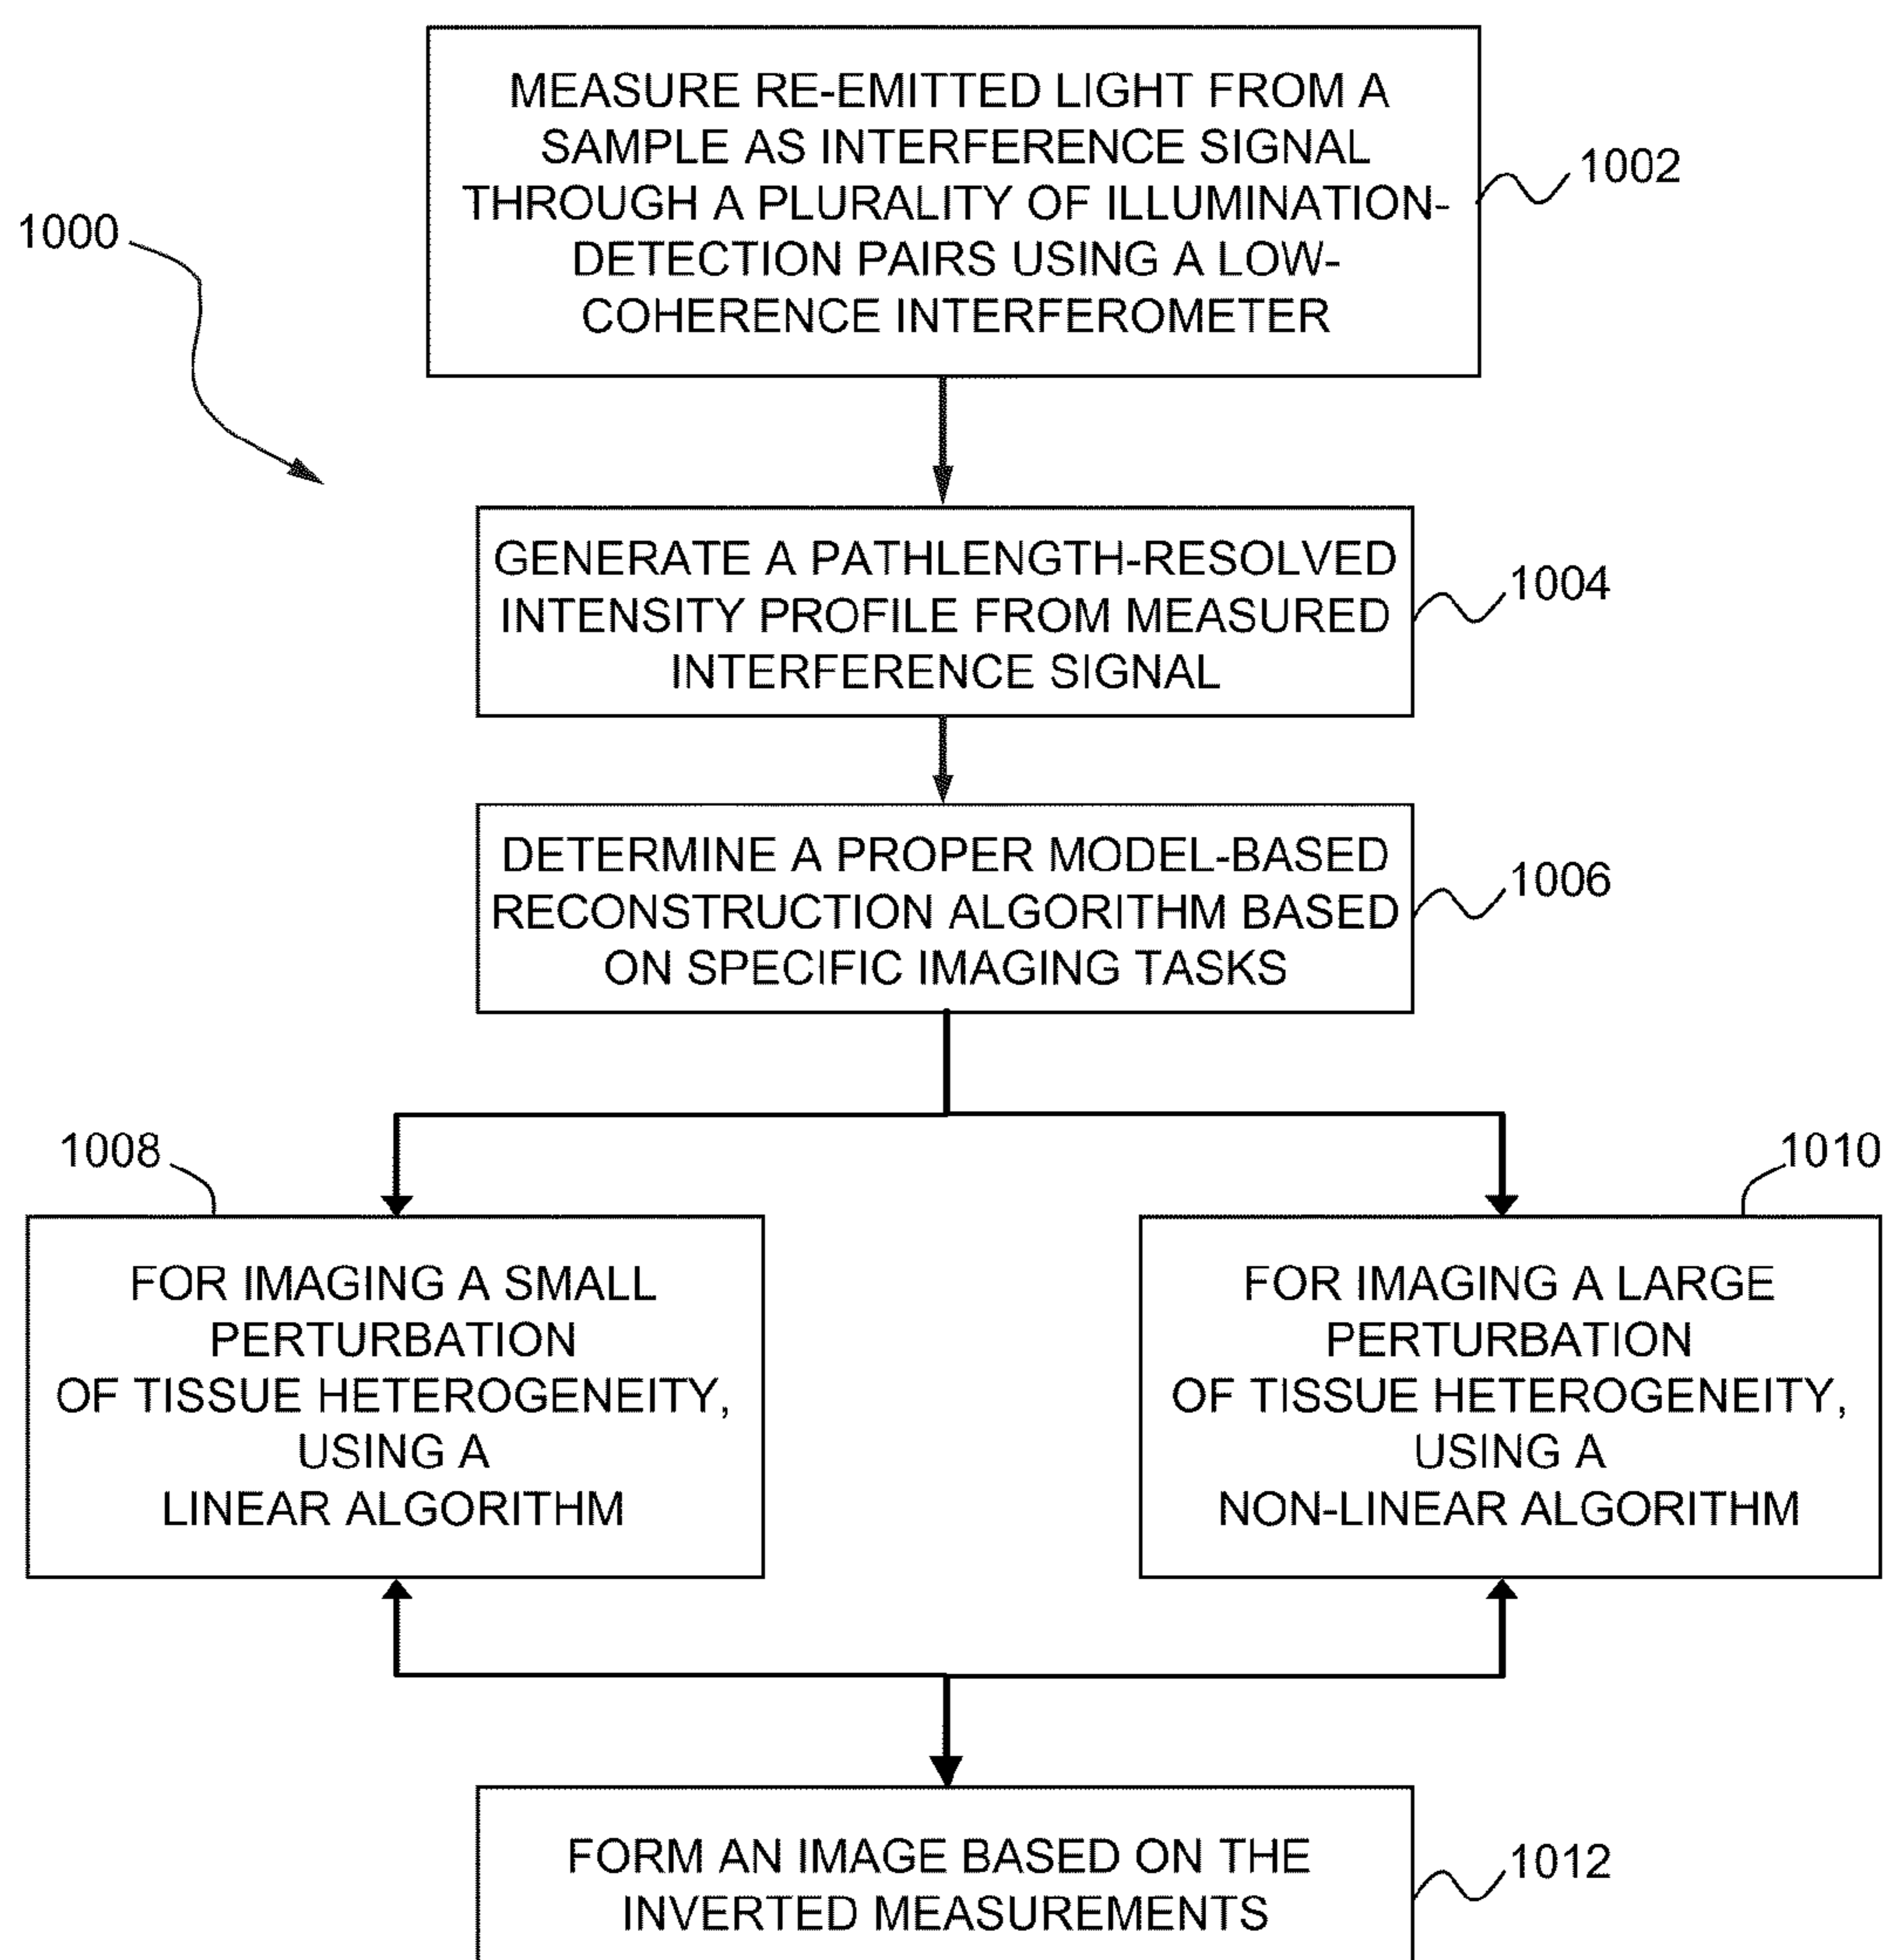 MEASURE RE-EMITTED LIGHT FROM A
SAMPLE AS INTERFERENCE SIGNAL
THROUGH A PLURALITY OF ILLUMINATION-
DETECTION PAIRS USING A LOW-
COHERENCE INTERFEROMETER
1002
1000
GENERATE A PATHLENGTH-RESOLVED
INTENSITY PROFILE FROM MEASURED
INTERFERENCE SIGNAL
1004
DETERMINE A PROPER MODEL-BASED
RECONSTRUCTION ALGORITHM BASED
ON SPECIFIC IMAGING TASKS
1006
1008
FOR IMAGING A SMALL
PERTURBATION
OF TISSUE HETEROGENEITY,
USING A
LINEAR ALGORITHM
1010
FOR IMAGING A LARGE
PERTURBATION
OF TISSUE HETEROGENEITY,
USING A
NON-LINEAR ALGORITHM
FORM AN IMAGE BASED ON THE
INVERTED MEASUREMENTS
1012